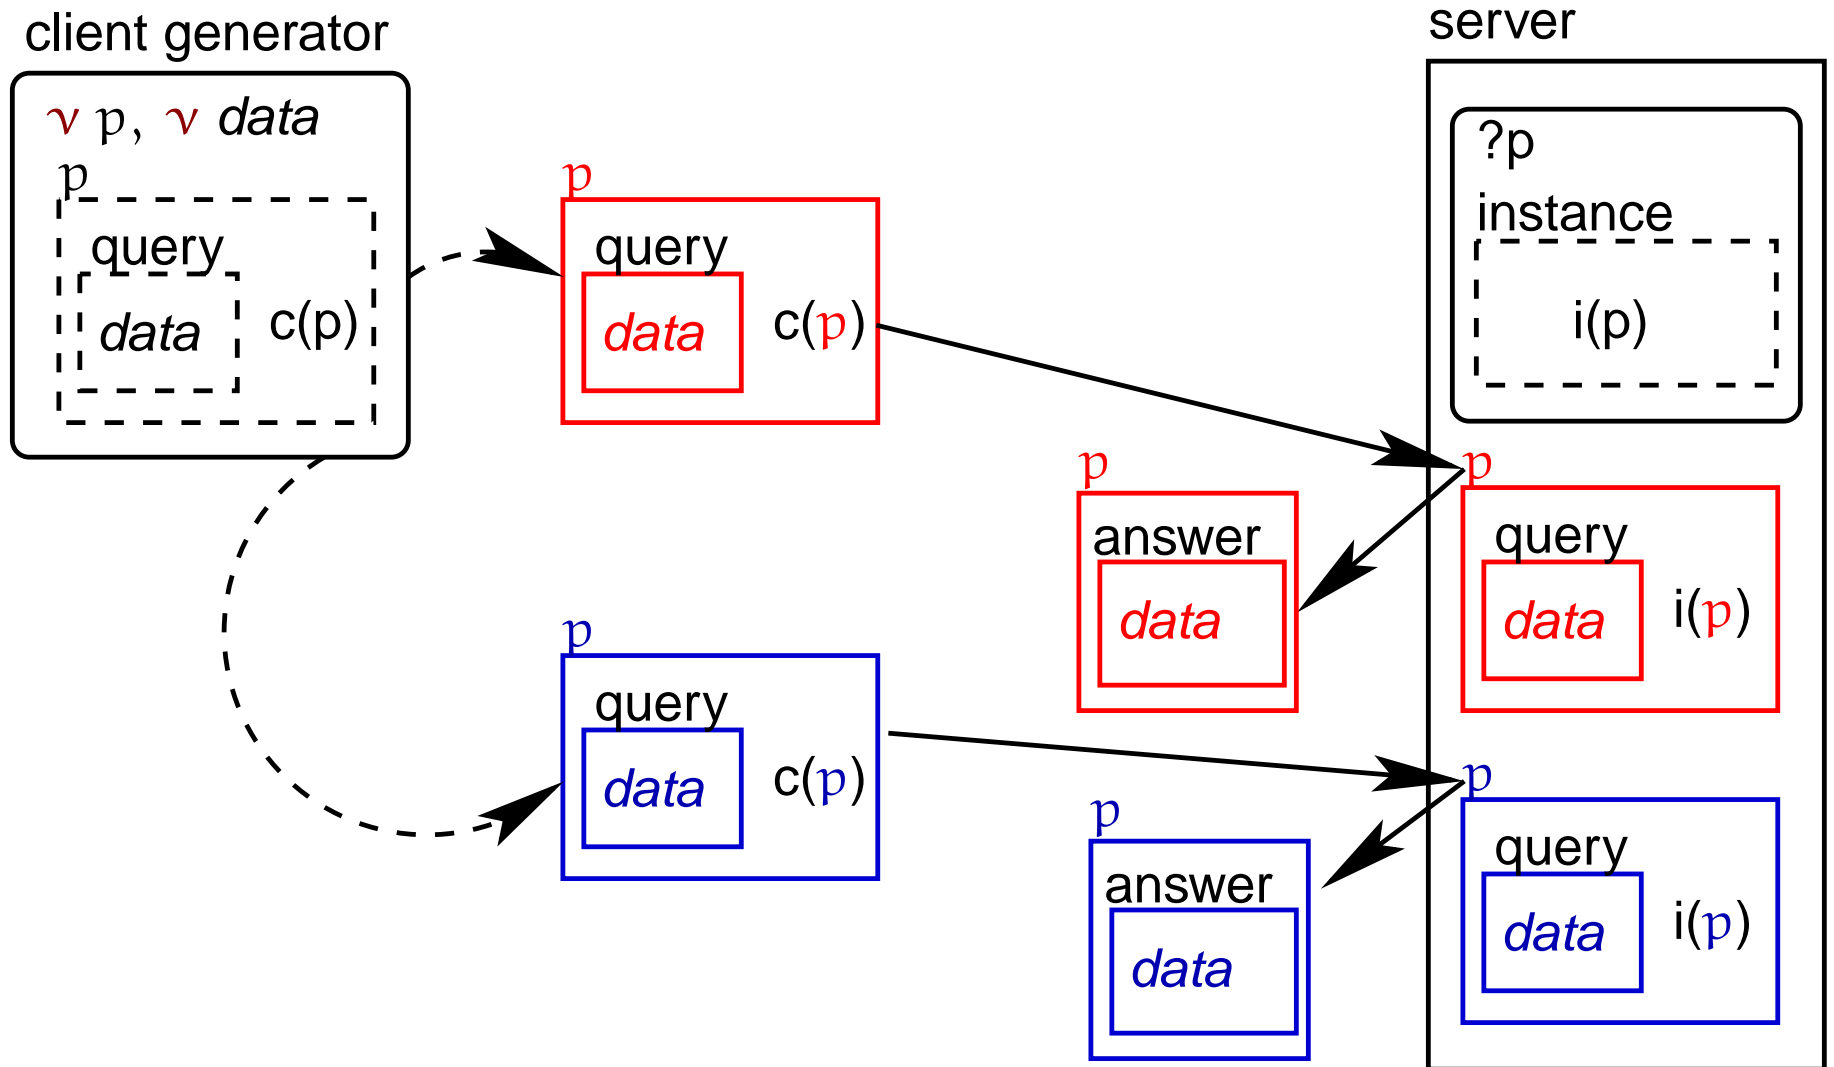 client generator
ν p, ν data
p
query
data
c(p)
p
query
data
c(p)
p
query
data
c(p)
server
?p
instance
i(p)
p
answer
data
p
query
data
i(p)
p
answer
data
p
query
data
i(p)